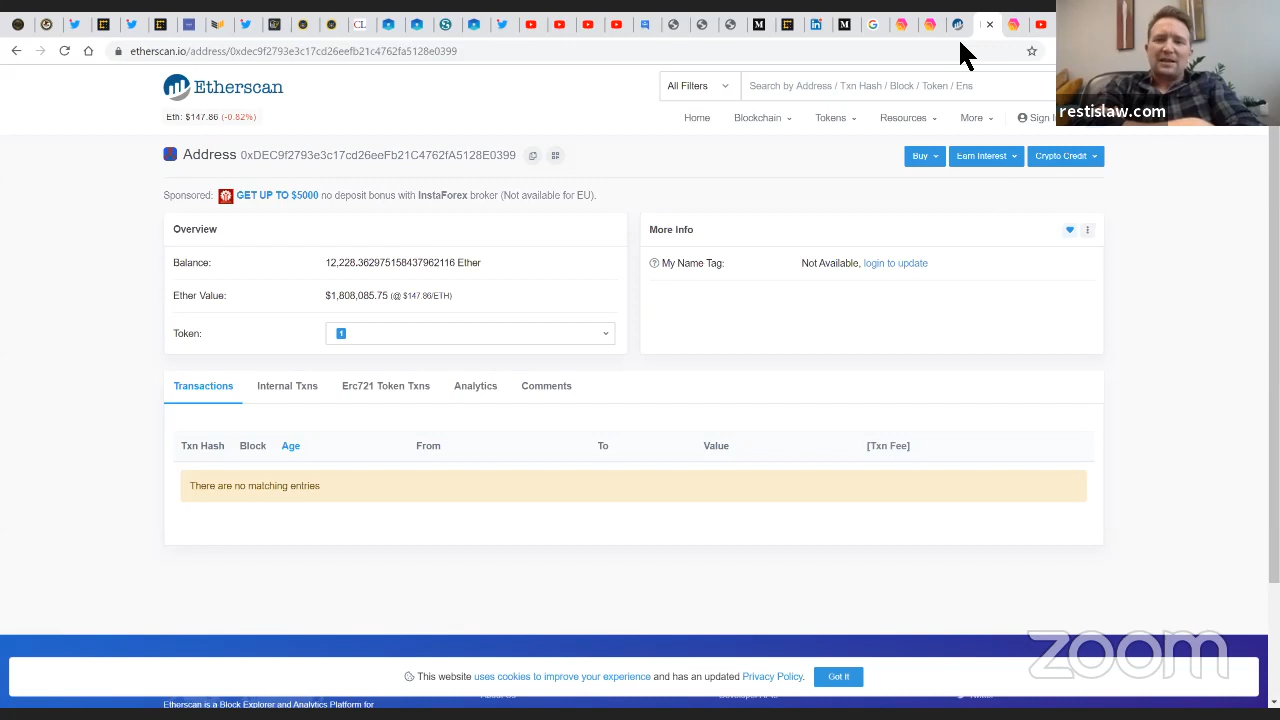 CL
etherscan.io/address/0xdec9f2793e3c17cd26eefb21c4762fa5128e0399
restislaw.com
Etherscan
All Filters
Search by Address / Txn Hash / Block / Token / Ens
Eth: $147.86 (-0.82%)
Home
Blockchain
Tokens
Resources
More
Sign I
Address 0xDEC9f2793e3c17cd26eeFb21C4762fA5128E0399
Buy
Earn Interest
Crypto Credit
Sponsored: GET UP TO $5000 no deposit bonus with InstaForex broker (Not available for EU).
Overview
Balance: 12,228.362975158437962116 Ether
Ether Value: $1,808,085.75 (@ $147.86/ETH)
Token: 1
More Info
My Name Tag: Not Available, login to update
Transactions
Internal Txns
Erc721 Token Txns
Analytics
Comments
Txn Hash Block Age From To Value [Txn Fee]
There are no matching entries
zoom
This website uses cookies to improve your experience and has an updated Privacy Policy.
Got It
Etherscan is a Block Explorer and Analytics Platform for